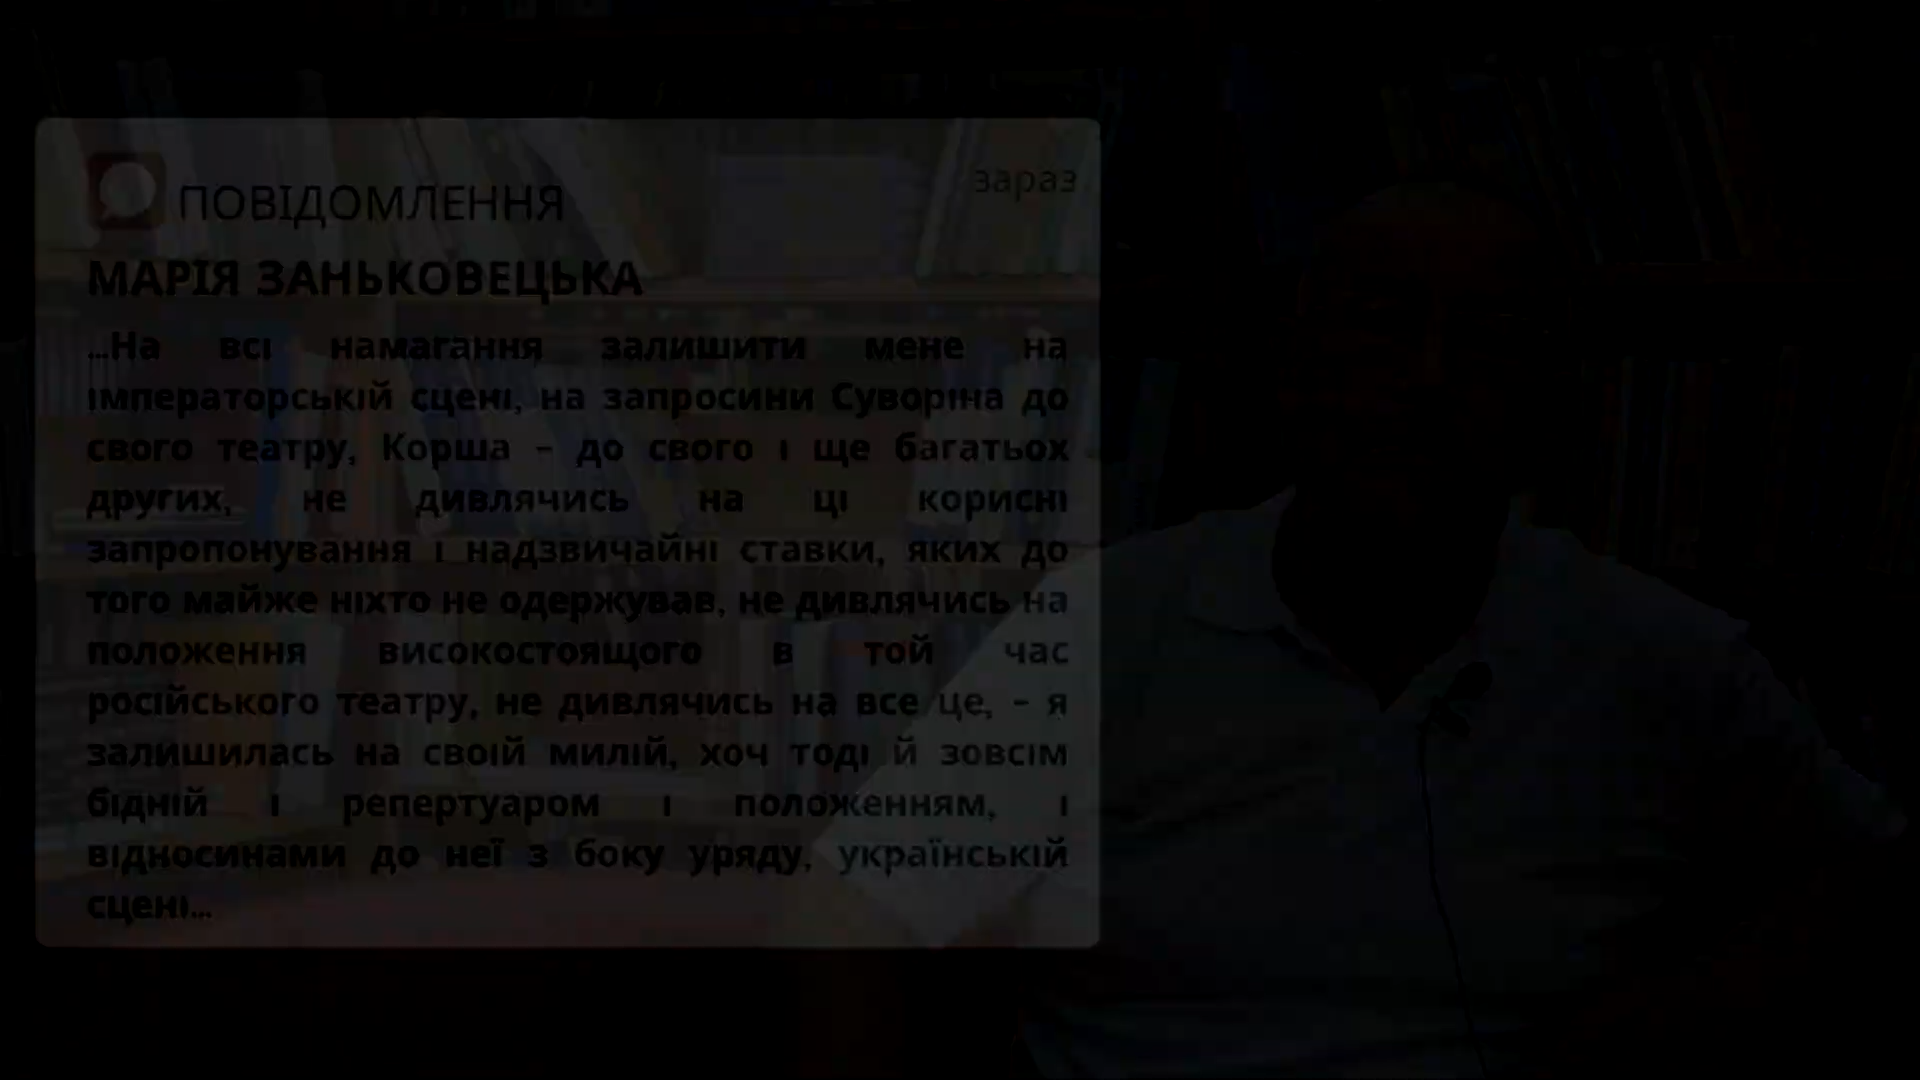 ПОВІДОМЛЕННЯ
зараз
МАРІЯ ЗАНЬКОВЕЦЬКА
...На всі намагання залишити мене на
імператорській сцені, на запросини Суворіна до
свого театру, Корша – до свого і ще багатьох
других, не дивлячись на ці корисні
запропонування і надзвичайні ставки, яких до
того майже ніхто не одержував, не дивлячись на
положення високостоящого в той час
російського театру, не дивлячись на все це, – я
залишилась на своїй милій, хоч тоді й зовсім
бідній і репертуаром і положенням, і
відносинами до неї з боку уряду, українській
сцені...